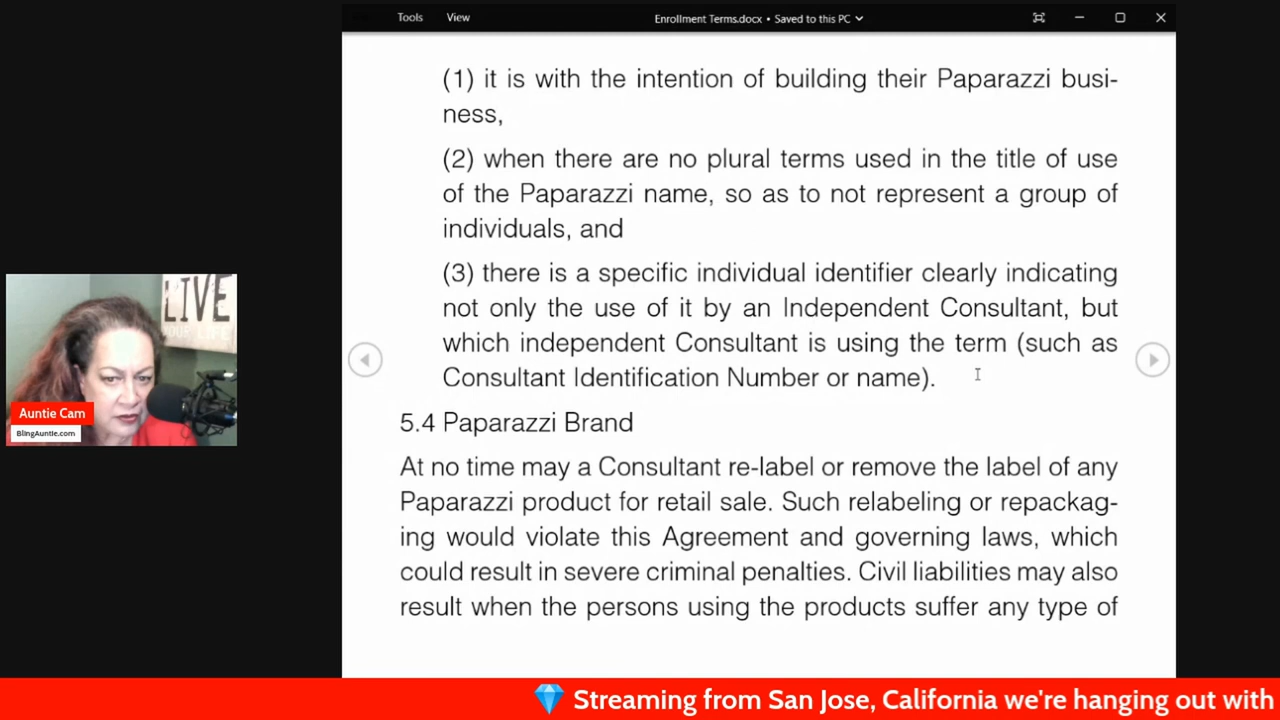 Tools View Enrollment Terms.docx • Saved to this PC
(1) it is with the intention of building their Paparazzi busi-
ness,
(2) when there are no plural terms used in the title of use
of the Paparazzi name, so as to not represent a group of
individuals, and
(3) there is a specific individual identifier clearly indicating
not only the use of it by an Independent Consultant, but
which independent Consultant is using the term (such as
Consultant Identification Number or name).
5.4 Paparazzi Brand
At no time may a Consultant re-label or remove the label of any
Paparazzi product for retail sale. Such relabeling or repackag-
ing would violate this Agreement and governing laws, which
could result in severe criminal penalties. Civil liabilities may also
result when the persons using the products suffer any type of
LIVE
YOUR LIFE
Auntie Cam
BlingAuntie.com
💎 Streaming from San Jose, California we're hanging out with